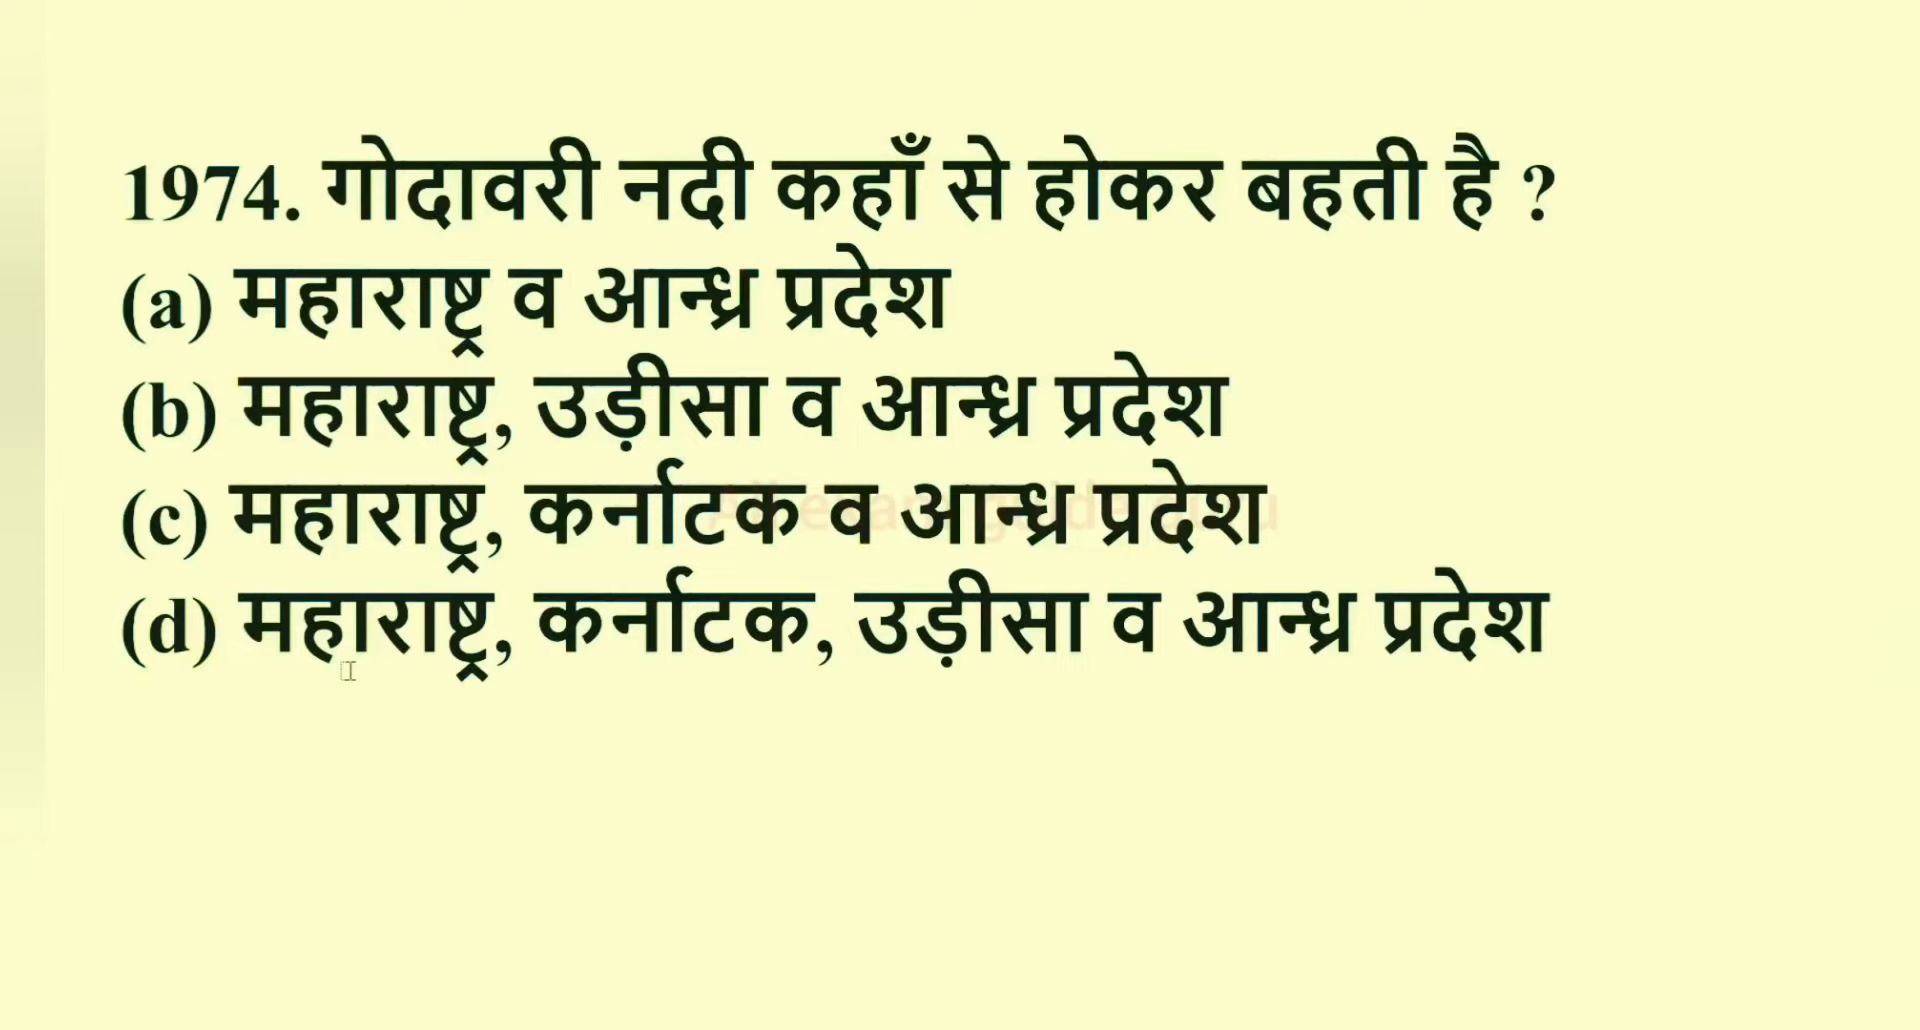 1974. गोदावरी नदी कहाँ से होकर बहती है ?
(a) महाराष्ट्र व आन्ध्र प्रदेश
(b) महाराष्ट्र, उड़ीसा व आन्ध्र प्रदेश
(c) महाराष्ट्र, कर्नाटक व आन्ध्र प्रदेश
(d) महाराष्ट्र, कर्नाटक, उड़ीसा व आन्ध्र प्रदेश